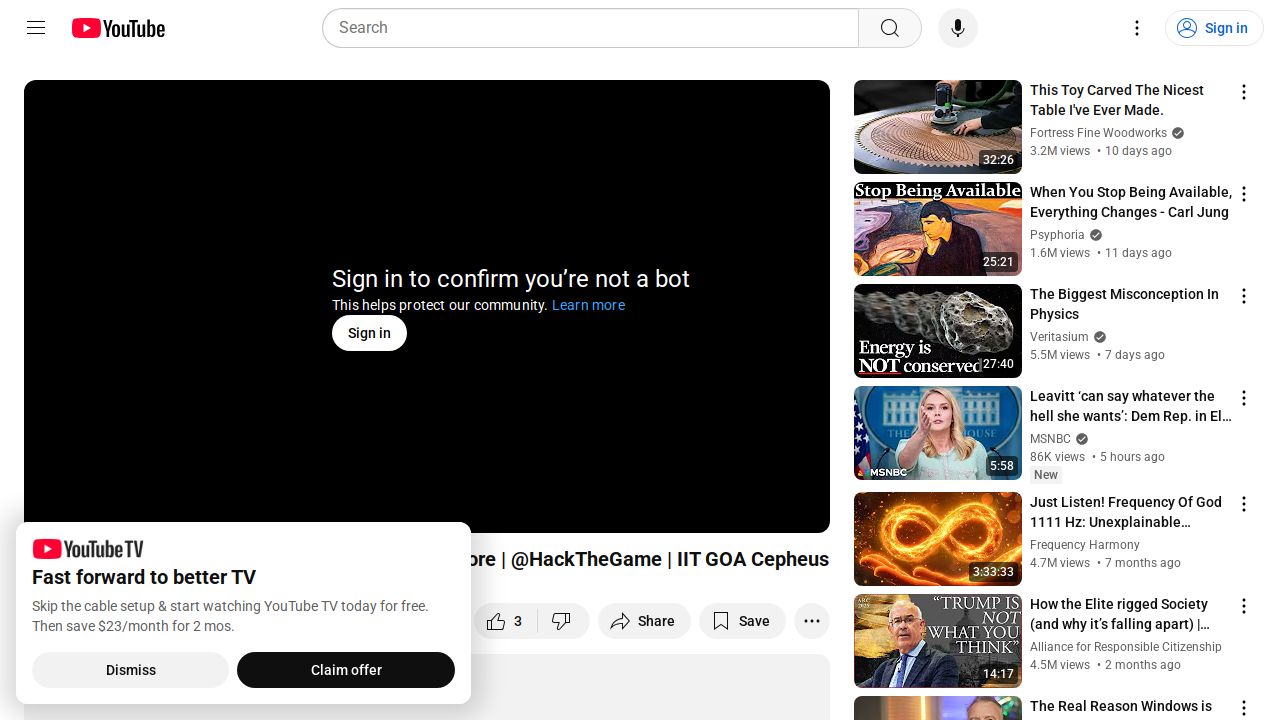 YouTube
Search
Sign in
Sign in to confirm you’re not a bot
This helps protect our community. Learn more
Sign in
ore | @HackTheGame | IIT GOA Cepheus
3
Share
Save
YouTube TV
Fast forward to better TV
Skip the cable setup & start watching YouTube TV today for free.
Then save $23/month for 2 mos.
Dismiss
Claim offer
32:26
This Toy Carved The Nicest
Table I've Ever Made.
Fortress Fine Woodworks
3.2M views • 10 days ago
Stop Being Available
25:21
When You Stop Being Available,
Everything Changes - Carl Jung
Psyphoria
1.6M views • 11 days ago
Energy is
NOT conserved
27:40
The Biggest Misconception In
Physics
Veritasium
5.5M views • 7 days ago
MSNBC
5:58
Leavitt ‘can say whatever the
hell she wants’: Dem Rep. in El…
MSNBC
86K views • 5 hours ago
New
3:33:33
Just Listen! Frequency Of God
1111 Hz: Unexplainable…
Frequency Harmony
4.7M views • 7 months ago
ARC
2025
“TRUMP IS
NOT
WHAT YOU
THINK”
14:17
How the Elite rigged Society
(and why it’s falling apart) |…
Alliance for Responsible Citizenship
4.5M views • 2 months ago
The Real Reason Windows is